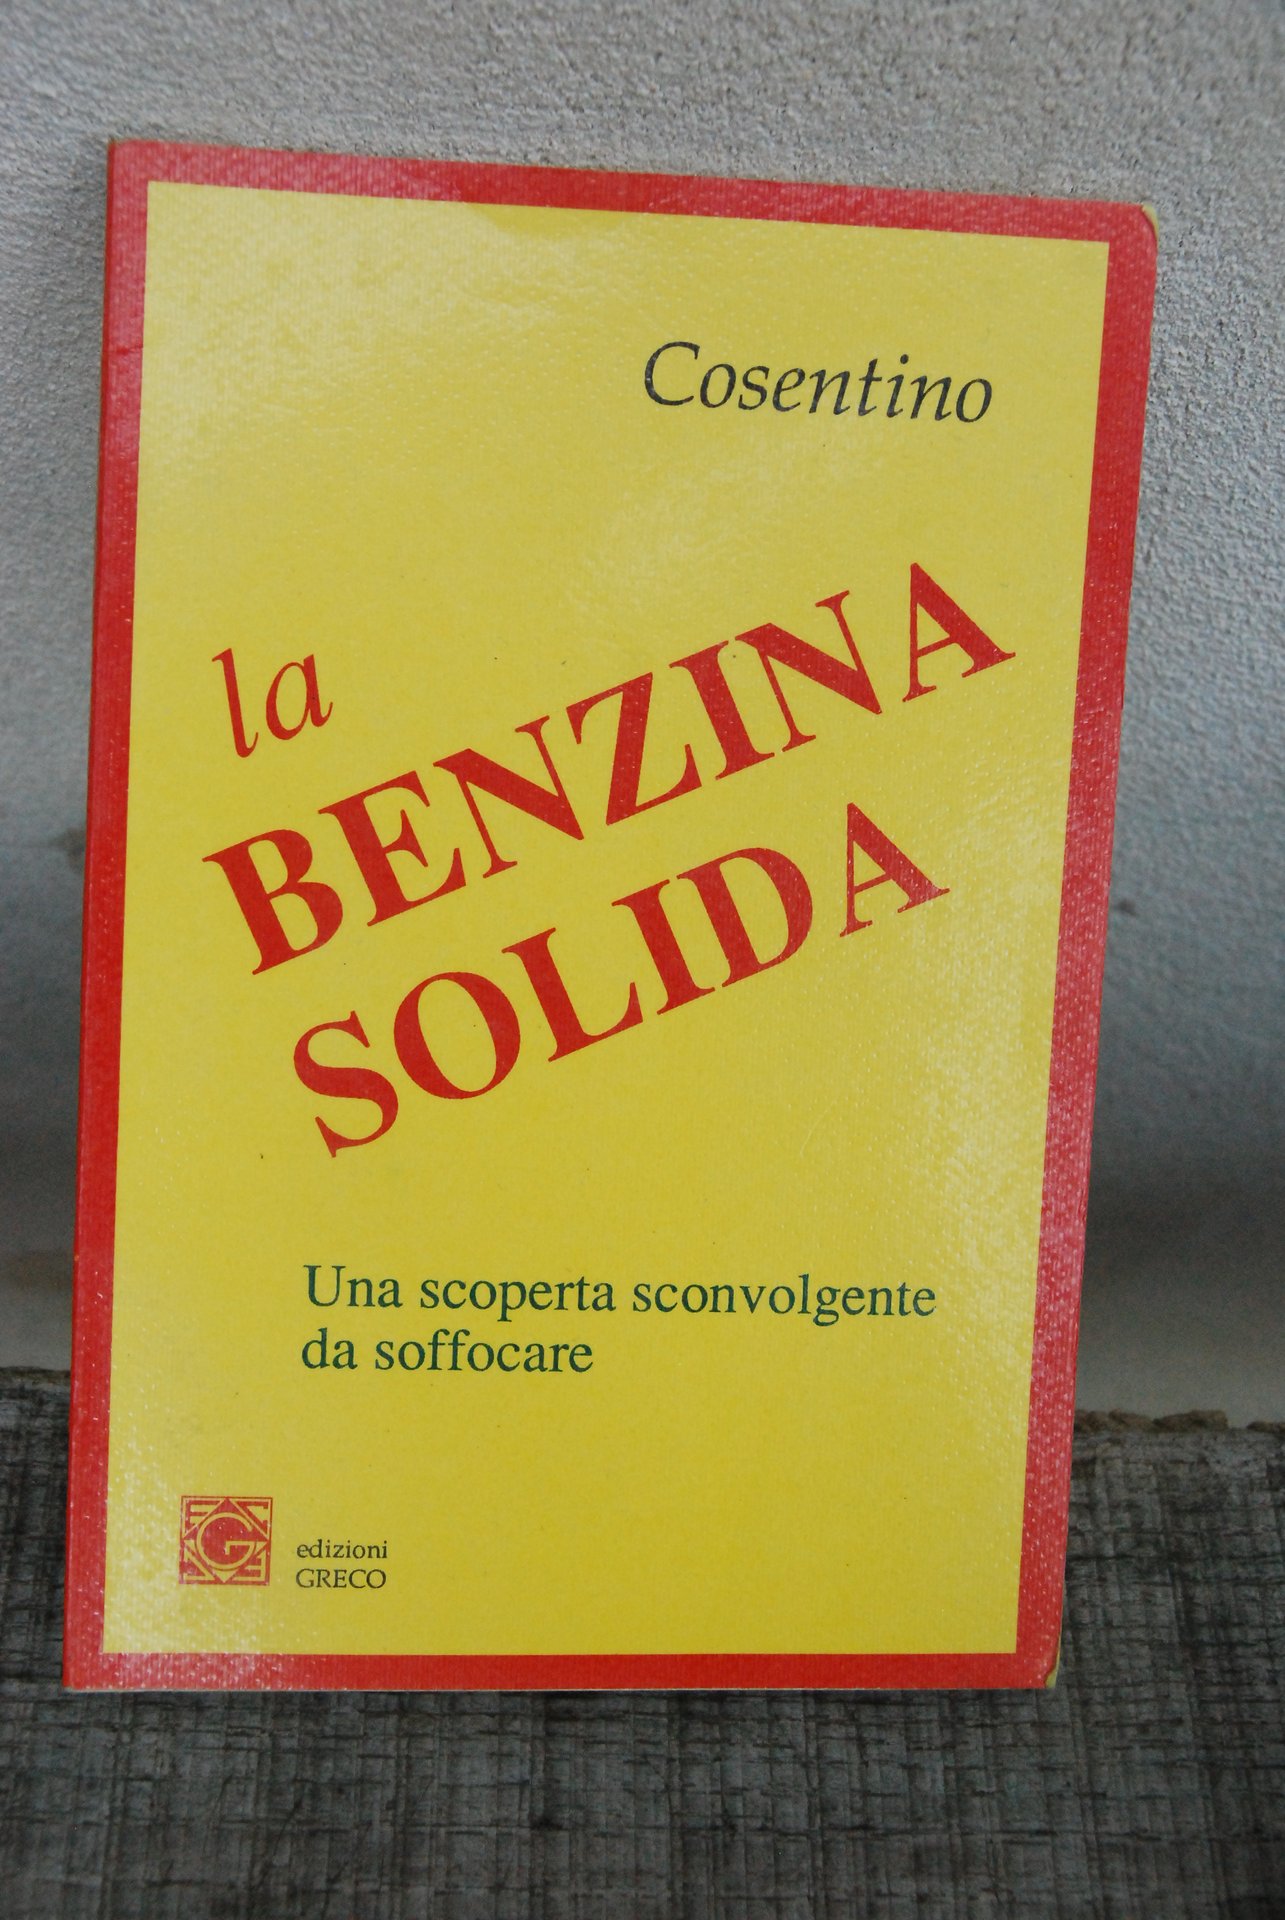 Cosentino
la
BENZINA
SOLIDA
Una scoperta sconvolgente
da soffocare
G
edizioni
GRECO